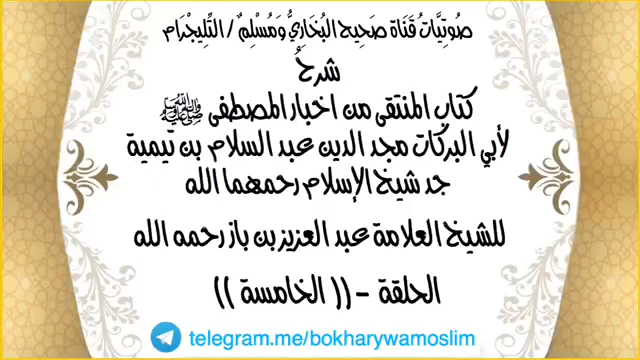 صُوتِيَّاتُ قَنَاة صَحِيح البُخَارِيُّ وَمُسْلِمٌ / التِّلِيجْرَام
شرحُ
كتاب المنتقى من اخبار المصطفى ﷺ
لأبي البركات مجد الدين عبد السلام بن تيمية
جد شيخ الإسلام رحمهما الله
للشيخ العلامة عبد العزيز بن باز رحمه الله
الحلقة - (( الخامسة ))
telegram.me/bokharywamoslim